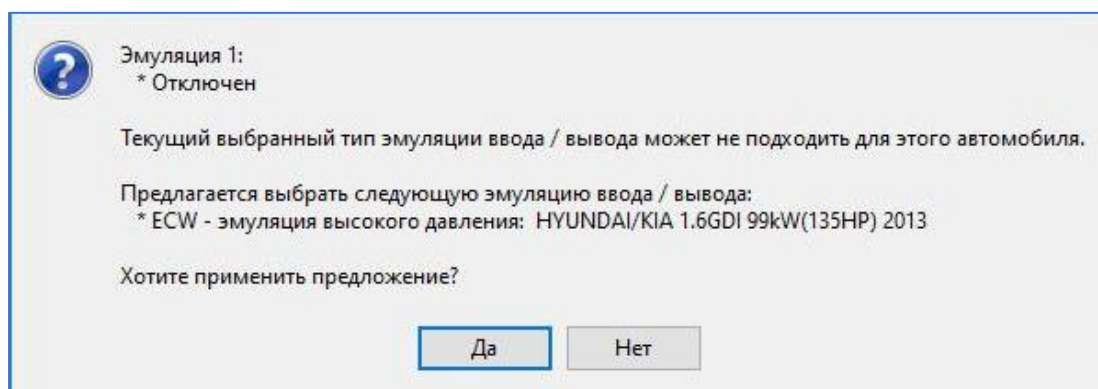 Эмуляция 1:
* Отключен
Текущий выбранный тип эмуляции ввода / вывода может не подходить для этого автомобиля.
Предлагается выбрать следующую эмуляцию ввода / вывода:
* ECW - эмуляция высокого давления: HYUNDAI/KIA 1.6GDI 99kW(135HP) 2013
Хотите применить предложение?
Да
Нет